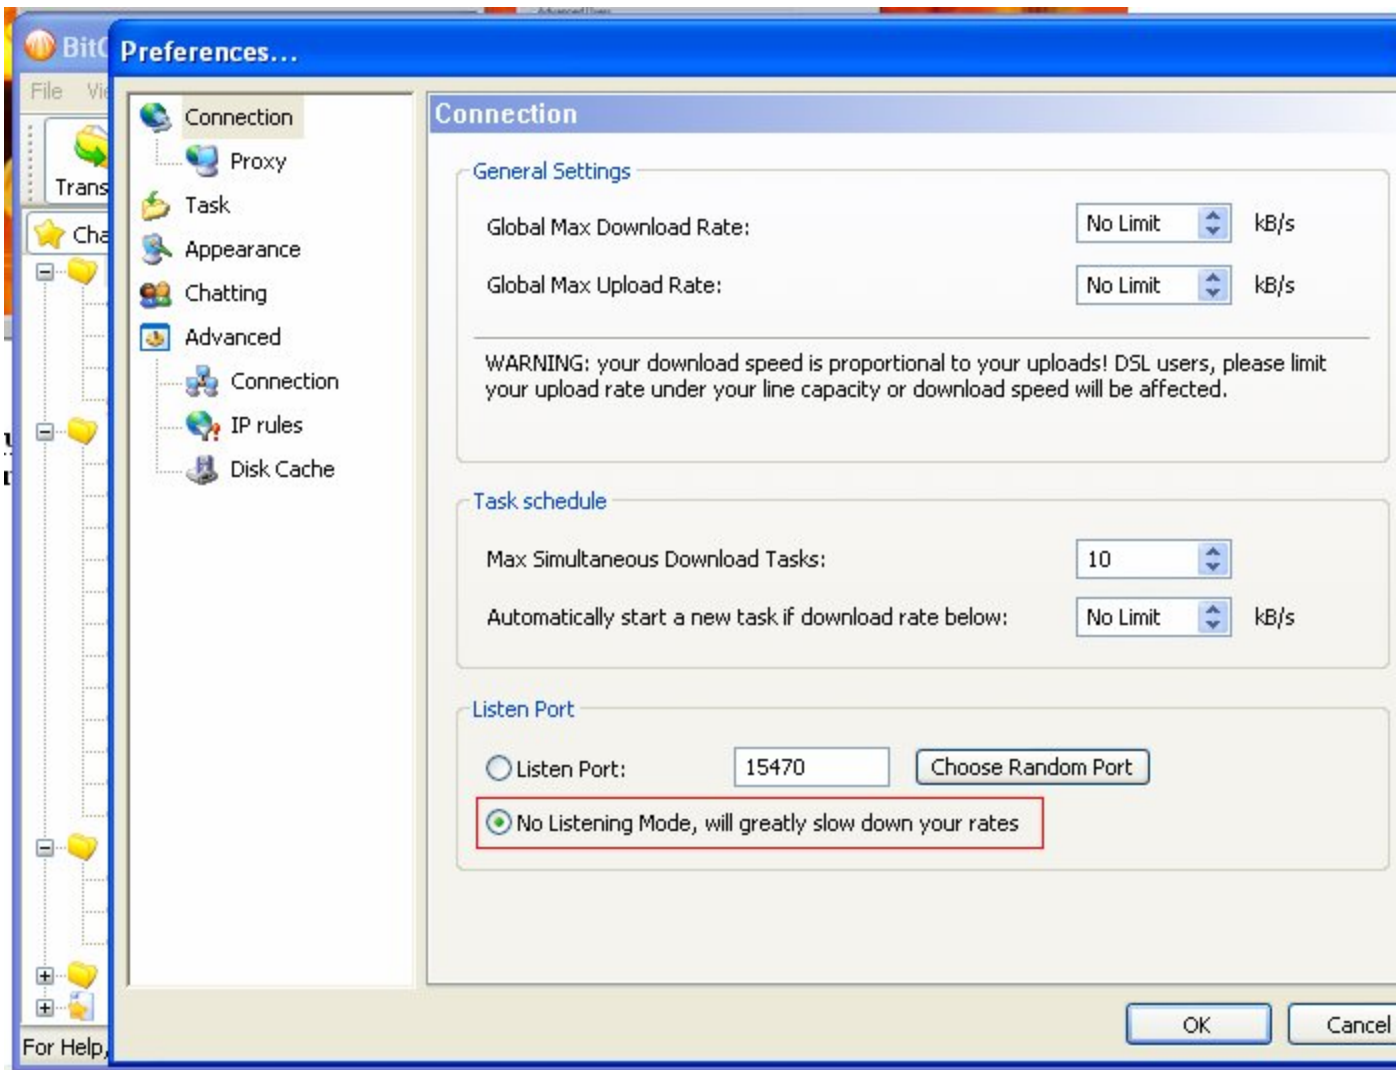 Advanced Users
BitC
Preferences...
File Vie
Connection
Connection
Proxy
Trans
General Settings
Task
Global Max Download Rate: No Limit kB/s
Cha
Appearance
Global Max Upload Rate: No Limit kB/s
Chatting
Advanced
WARNING: your download speed is proportional to your uploads! DSL users, please limit
your upload rate under your line capacity or download speed will be affected.
Connection
IP rules
Disk Cache
Task schedule
Max Simultaneous Download Tasks: 10
Automatically start a new task if download rate below: No Limit kB/s
Listen Port
Listen Port: 15470 Choose Random Port
No Listening Mode, will greatly slow down your rates
OK Cancel
For Help,